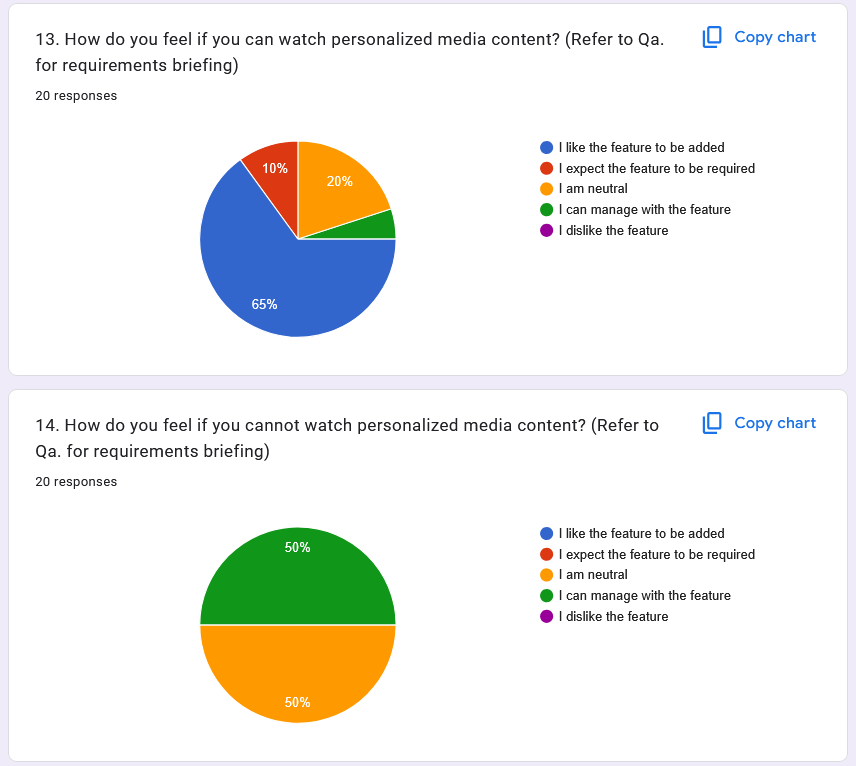 13. How do you feel if you can watch personalized media content? (Refer to Qa.
for requirements briefing)
Copy chart
20 responses
10%
20%
65%
I like the feature to be added
I expect the feature to be required
I am neutral
I can manage with the feature
I dislike the feature
14. How do you feel if you cannot watch personalized media content? (Refer to
Qa. for requirements briefing)
Copy chart
20 responses
50%
50%
I like the feature to be added
I expect the feature to be required
I am neutral
I can manage with the feature
I dislike the feature